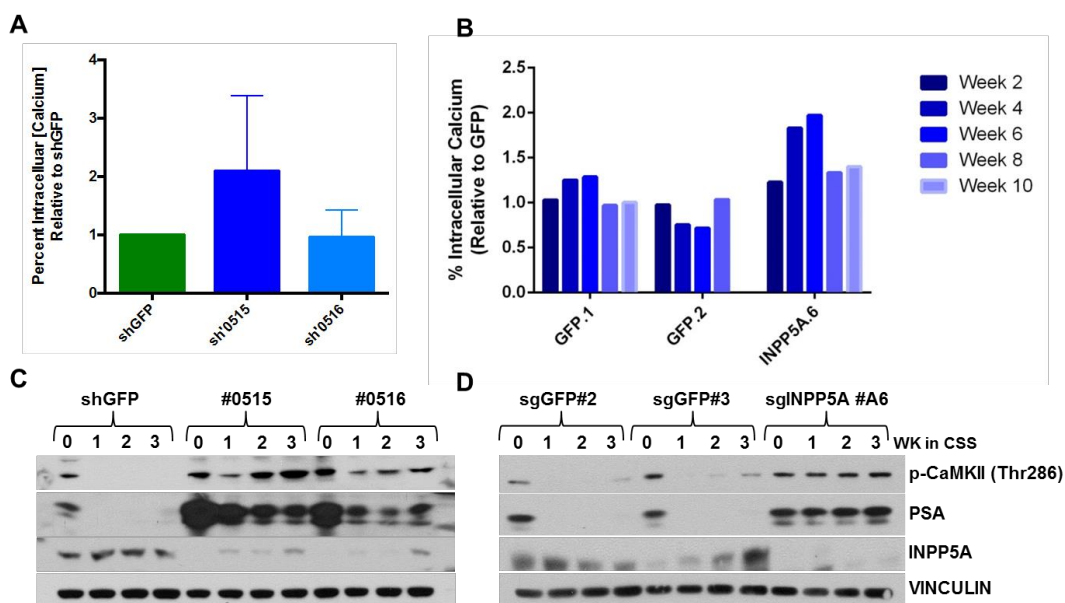 A
Percent Intracelluar [Calcium]
Relative to shGFP
4
3
2
1
0
shGFP
sh'0515
sh'0516
B
% Intracellular Calcium
(Relative to GFP)
2.5
2.0
1.5
1.0
0.5
0.0
GFP.1
GFP.2
INPP5A.6
Week 2
Week 4
Week 6
Week 8
Week 10
C
shGFP #0515 #0516
0 1 2 3 0 1 2 3 0 1 2 3
D
sgGFP#2 sgGFP#3 sgINPP5A #A6
0 1 2 3 0 1 2 3 0 1 2 3 WK in CSS
p-CaMKII (Thr286)
PSA
INPP5A
VINCULIN